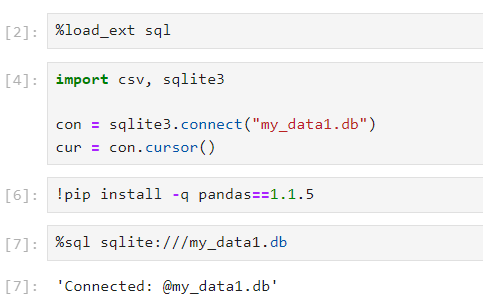 [2]: %load_ext sql
[4]: import csv, sqlite3
con = sqlite3.connect("my_data1.db")
cur = con.cursor()
[6]: !pip install -q pandas==1.1.5
[7]: %sql sqlite:///my_data1.db
[7]: 'Connected: @my_data1.db'